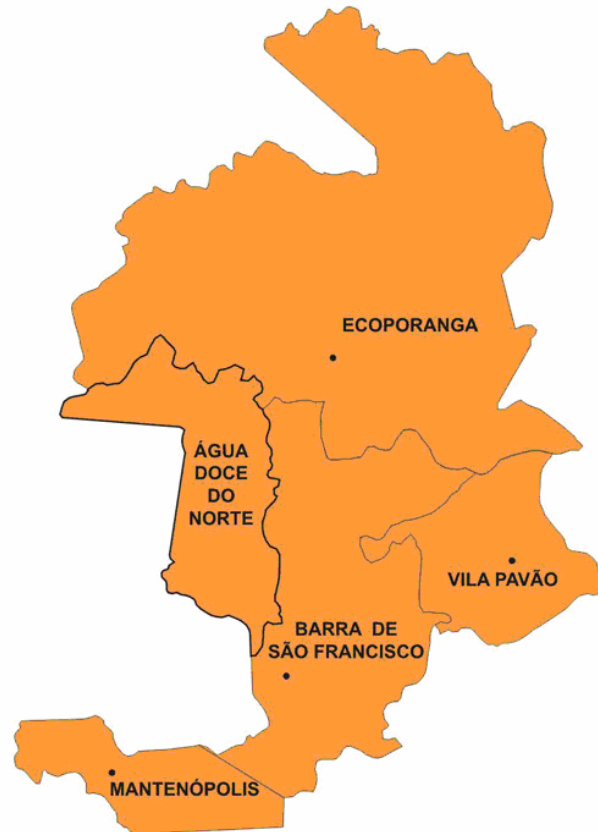 ECOPORANGA
ÁGUA
DOCE
DO
NORTE
VILA PAVÃO
BARRA DE
SÃO FRANCISCO
MANTENÓPOLIS